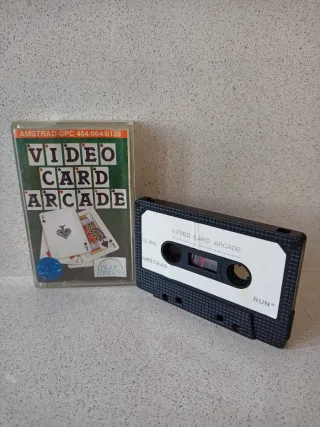 AMSTRAD CPC 464/664/6128
VIDEO
CARD
ARCADE
VIDEO CARD ARCADE
AMSTRAD
RUN"